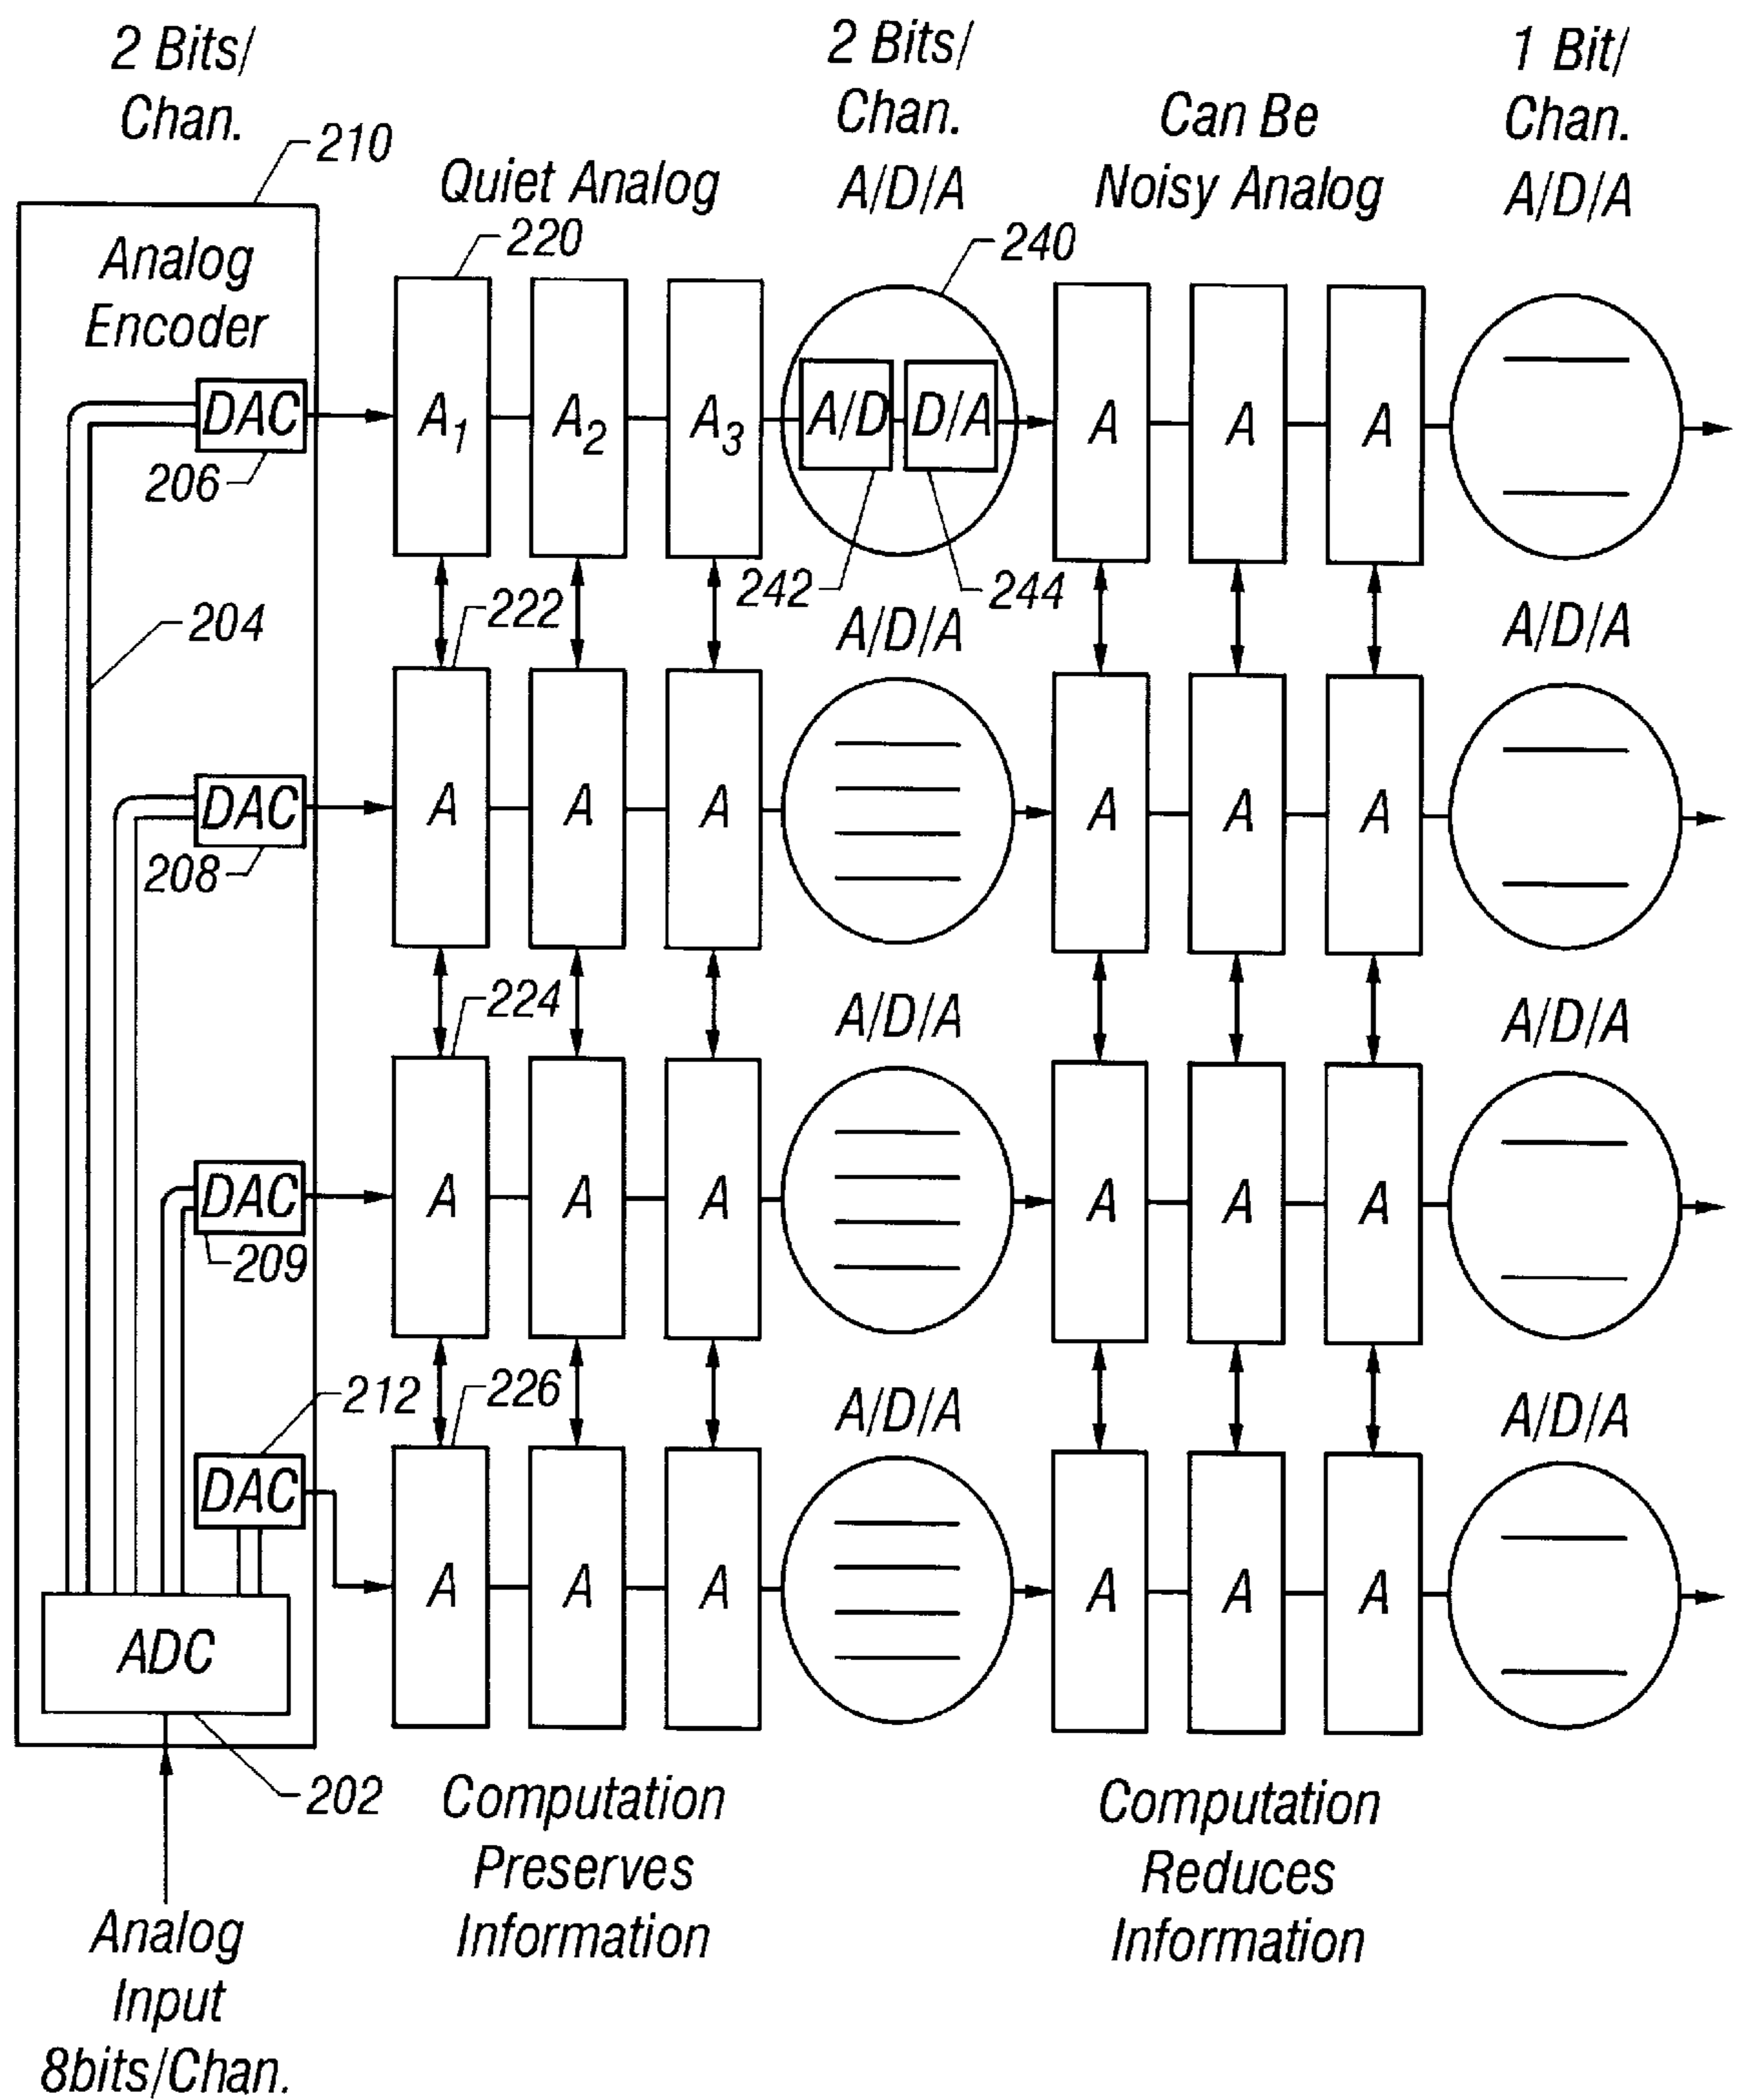 2 Bits/
Chan.
210
Quiet Analog
2 Bits/
Chan.
A/D/A
Can Be
Noisy Analog
1 Bit/
Chan.
A/D/A
Analog
Encoder
220
240
DAC
206
A1
A2
A3
A/D
D/A
A
A
A
242
244
204
222
A/D/A
A/D/A
DAC
208
A
A
A
A
A
A
224
A/D/A
A/D/A
DAC
209
A
A
A
A
A
A
212
226
A/D/A
A/D/A
DAC
A
A
A
A
A
A
ADC
202
Computation
Preserves
Information
Computation
Reduces
Information
Analog
Input
8bits/Chan.